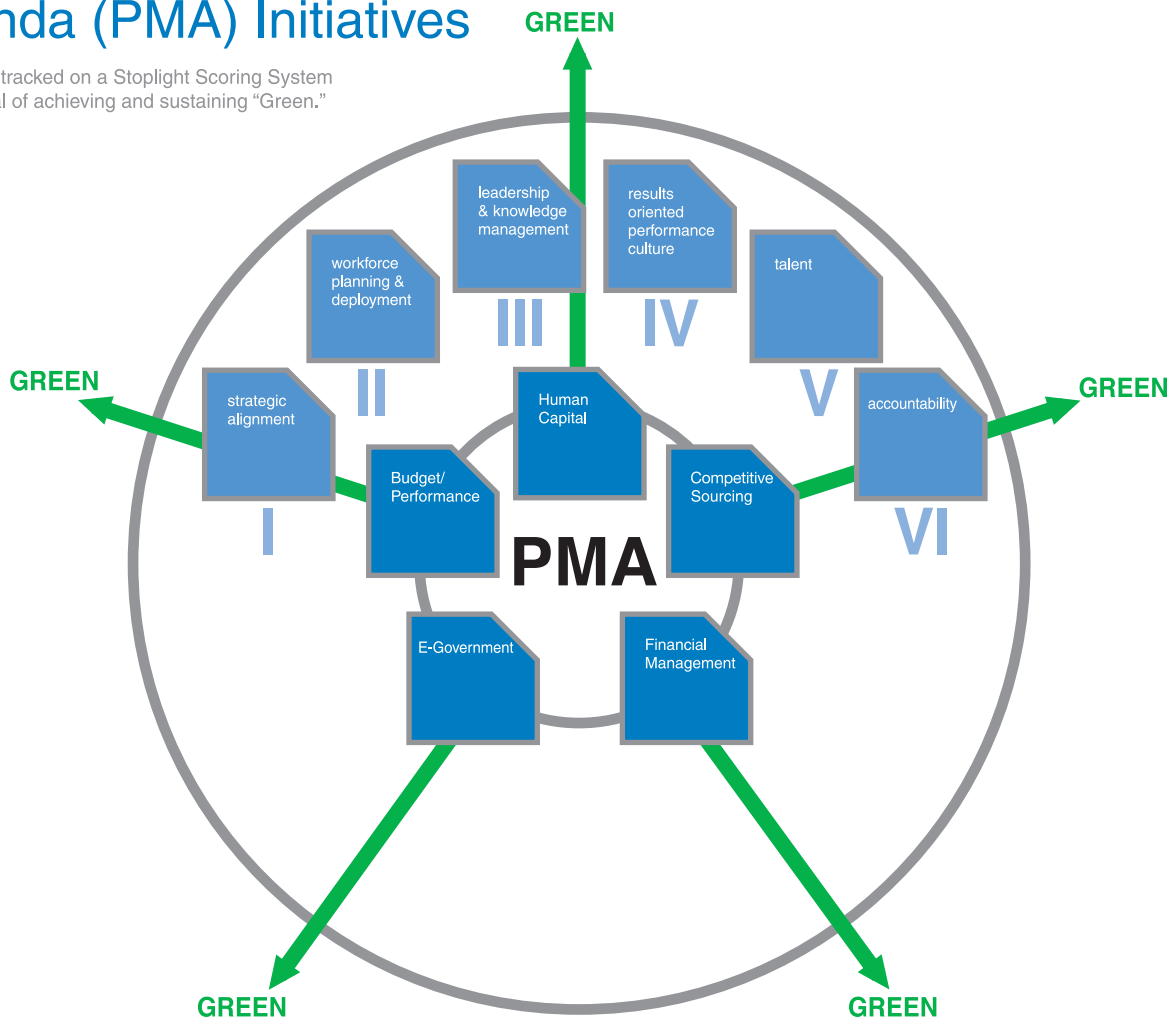 nda (PMA) Initiatives
tracked on a Stoplight Scoring System
al of achieving and sustaining “Green.”
GREEN
leadership
& knowledge
management
III
results
oriented
performance
culture
IV
workforce
planning &
deployment
II
talent
V
GREEN
strategic
alignment
I
accountability
VI
GREEN
Human
Capital
Budget/
Performance
Competitive
Sourcing
PMA
E-Government
Financial
Management
GREEN
GREEN